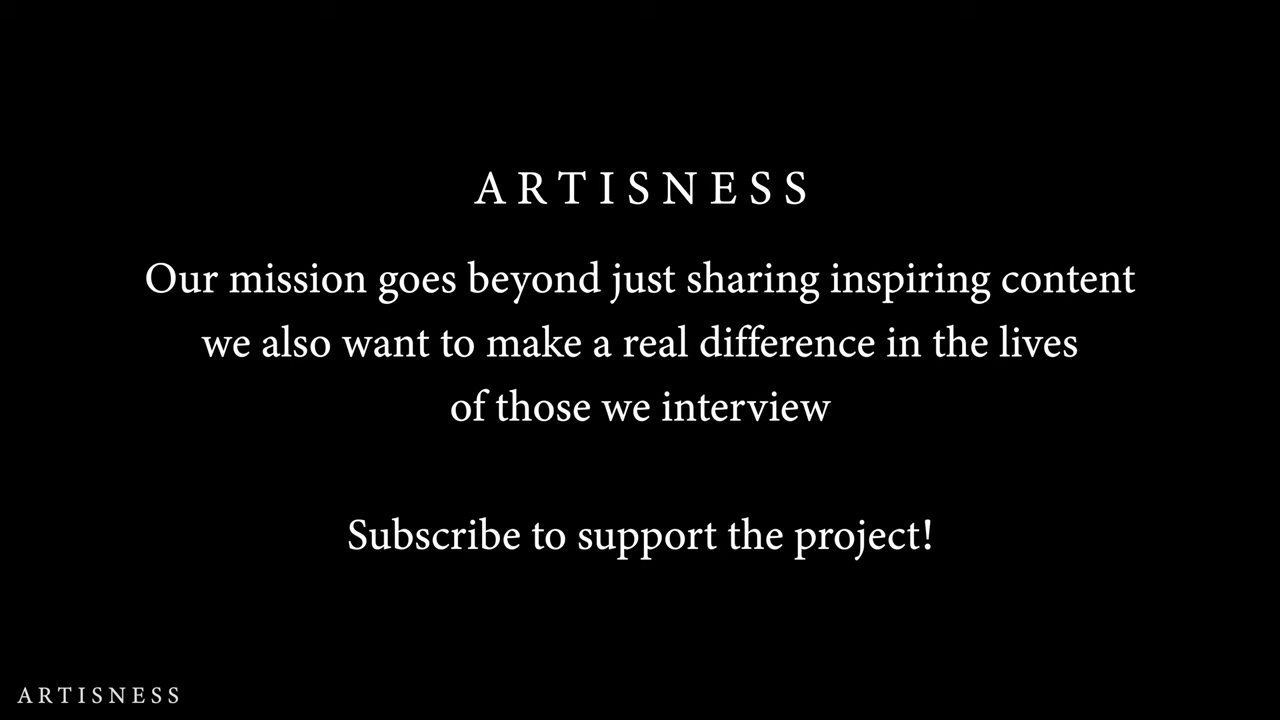 ARTISNESS
Our mission goes beyond just sharing inspiring content
we also want to make a real difference in the lives
of those we interview
Subscribe to support the project!
ARTISNESS